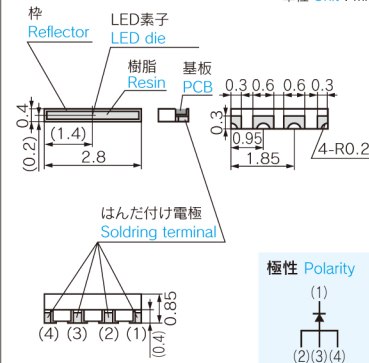 単位 Unit : mm
枠
Reflector
LED素子
LED die
樹脂
Resin
基板
PCB
0.3 0.6 0.6 0.3
0.4
(0.2)
(1.4)
2.8
0.3
0.95
1.85
4-R0.2
はんだ付け電極
Soldring terminal
0.85
(0.4)
(4) (3) (2) (1)
極性 Polarity
(1)
(2)(3)(4)